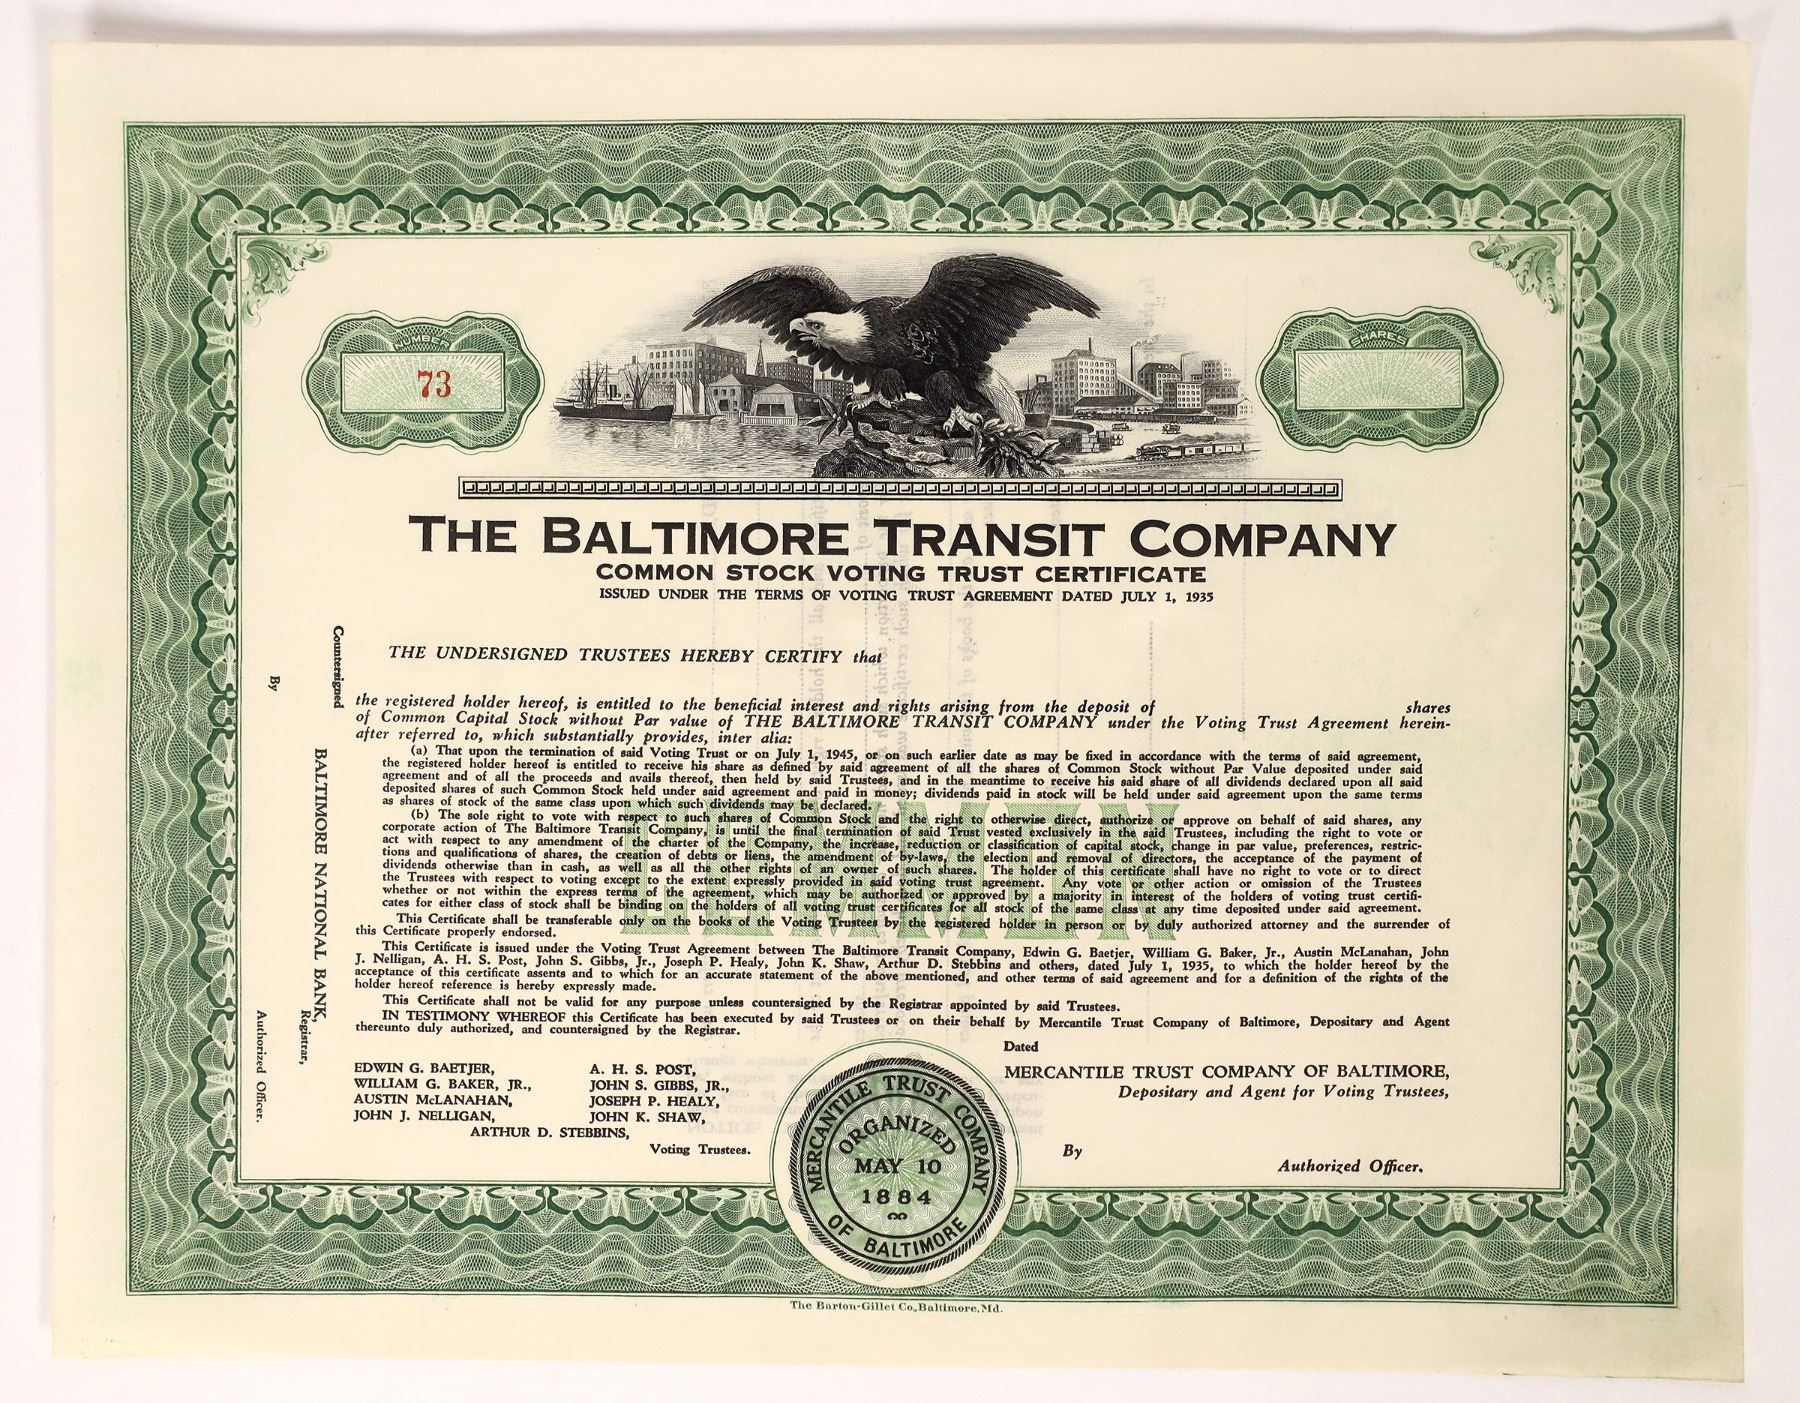 NUMBER
73
SHARES
THE BALTIMORE TRANSIT COMPANY
COMMON STOCK VOTING TRUST CERTIFICATE
ISSUED UNDER THE TERMS OF VOTING TRUST AGREEMENT DATED JULY 1, 1935
THE UNDERSIGNED TRUSTEES HEREBY CERTIFY that
the registered holder hereof, is entitled to the beneficial interest and rights arising from the deposit of shares
of Common Capital Stock without Par value of THE BALTIMORE TRANSIT COMPANY under the Voting Trust Agreement herein-
after referred to, which substantially provides, inter alia:
(a) That upon the termination of said Voting Trust or on July 1, 1945, or on such earlier date as may be fixed in accordance with the terms of said agreement,
the registered holder hereof is entitled to receive his share as defined by said agreement of all the shares of Common Stock without Par Value deposited under said
agreement and of all the proceeds and avails thereof, then held by said Trustees, and in the meantime to receive his said share of all dividends declared upon all said
deposited shares of such Common Stock held under said agreement and paid in money; dividends paid in stock will be held under said agreement upon the same terms
as shares of stock of the same class upon which such dividends may be declared.
(b) The sole right to vote with respect to such shares of Common Stock and the right to otherwise direct, authorize or approve on behalf of said shares, any
corporate action of The Baltimore Transit Company, is until the final termination of said Trust vested exclusively in the said Trustees, including the right to vote or
act with respect to any amendment of the charter of the Company, the increase, reduction or classification of capital stock, change in par value, preferences, restric-
tions and qualifications of shares, the creation of debts or liens, the amendment of by-laws, the election and removal of directors, the acceptance of the payment of
dividends otherwise than in cash, as well as all the other rights of an owner of such shares. The holder of this certificate shall have no right to vote or to direct
the Trustees with respect to voting except to the extent expressly provided in said voting trust agreement. Any vote or other action or omission of the Trustees
whether or not within the express terms of the agreement, which may be authorized or approved by a majority in interest of the holders of voting trust certifi-
cates for either class of stock shall be binding on the holders of all voting trust certificates for all stock of the same class at any time deposited under said agreement.
This Certificate shall be transferable only on the books of the Voting Trustees by the registered holder in person or by duly authorized attorney and the surrender of
this Certificate properly endorsed.
This Certificate is issued under the Voting Trust Agreement between The Baltimore Transit Company, Edwin G. Baetjer, William G. Baker, Jr., Austin McLanahan, John
J. Nelligan, A. H. S. Post, John S. Gibbs, Jr., Joseph P. Healy, John K. Shaw, Arthur D. Stebbins and others, dated July 1, 1935, to which the holder hereof by the
acceptance of this certificate assents and to which for an accurate statement of the above mentioned, and other terms of said agreement and for a definition of the rights of the
holder hereof reference is hereby expressly made.
This Certificate shall not be valid for any purpose unless countersigned by the Registrar appointed by said Trustees.
IN TESTIMONY WHEREOF this Certificate has been executed by said Trustees or on their behalf by Mercantile Trust Company of Baltimore, Depositary and Agent
thereunto duly authorized, and countersigned by the Registrar.
Dated
EDWIN G. BAETJER, A. H. S. POST,
WILLIAM G. BAKER, JR., JOHN S. GIBBS, JR.,
AUSTIN McLANAHAN, JOSEPH P. HEALY,
JOHN J. NELLIGAN, JOHN K. SHAW,
ARTHUR D. STEBBINS,
Voting Trustees.
MERCANTILE TRUST COMPANY OF BALTIMORE,
Depositary and Agent for Voting Trustees,
By
Authorized Officer.
MERCANTILE TRUST COMPANY
OF BALTIMORE
ORGANIZED
MAY 10
1884
Countersigned
BALTIMORE NATIONAL BANK,
Registrar,
By
Authorized Officer.
The Barton-Gillet Co., Baltimore, Md.